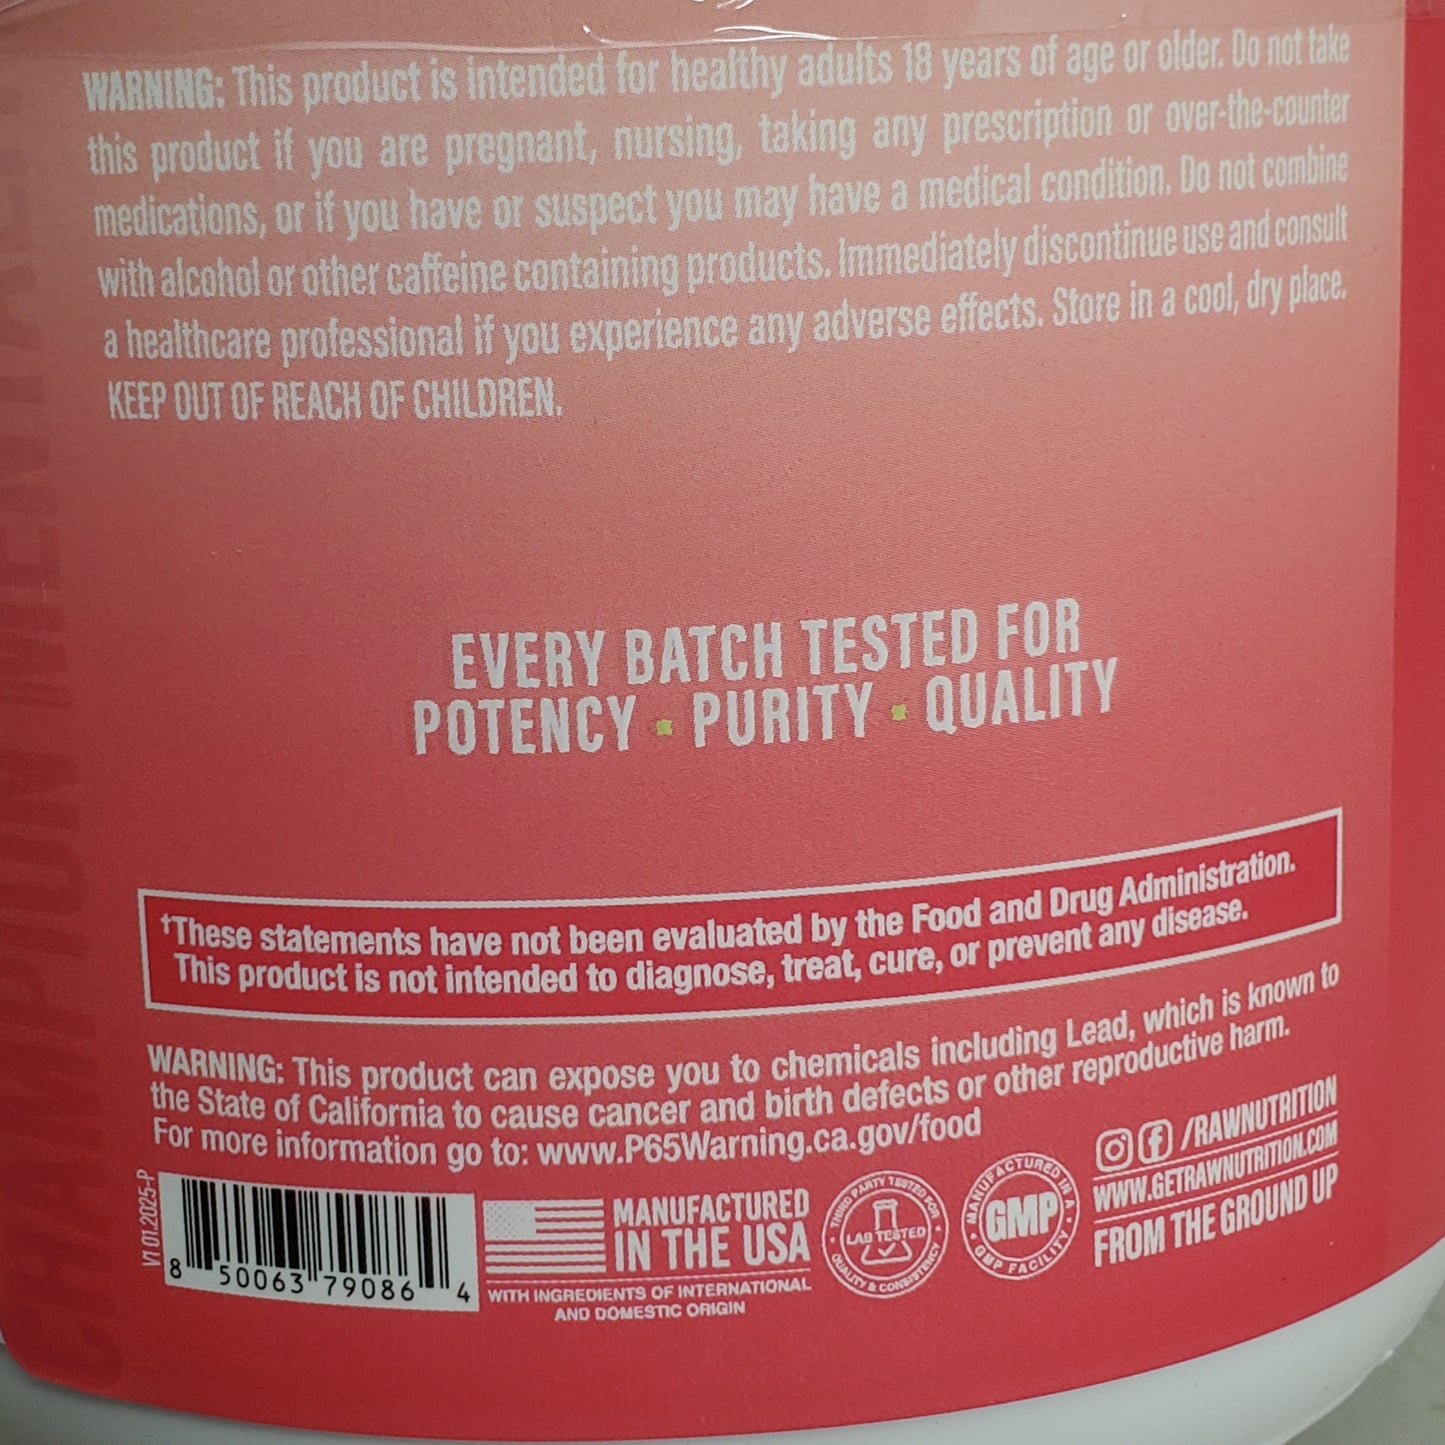 WARNING: This product is intended for healthy adults 18 years of age or older. Do not take
this product if you are pregnant, nursing, taking any prescription or over-the-counter
medications, or if you have or suspect you may have a medical condition. Do not combine
with alcohol or other caffeine containing products. Immediately discontinue use and consult
a healthcare professional if you experience any adverse effects. Store in a cool, dry place.
KEEP OUT OF REACH OF CHILDREN.
EVERY BATCH TESTED FOR
POTENCY · PURITY · QUALITY
†These statements have not been evaluated by the Food and Drug Administration.
This product is not intended to diagnose, treat, cure, or prevent any disease.
WARNING: This product can expose you to chemicals including Lead, which is known to
the State of California to cause cancer and birth defects or other reproductive harm.
For more information go to: www.P65Warning.ca.gov/food
V1 01.2025-P
8 50063 79086 4
MANUFACTURED
IN THE USA
WITH INGREDIENTS OF INTERNATIONAL
AND DOMESTIC ORIGIN
THIRD PARTY TESTED FOR
LAB TESTED
QUALITY & CONSISTENCY
MANUFACTURED IN A
GMP
GMP FACILITY
/RAWNUTRITION
WWW.GETRAWNUTRITION.COM
FROM THE GROUND UP
CHAMPION MENTALITY